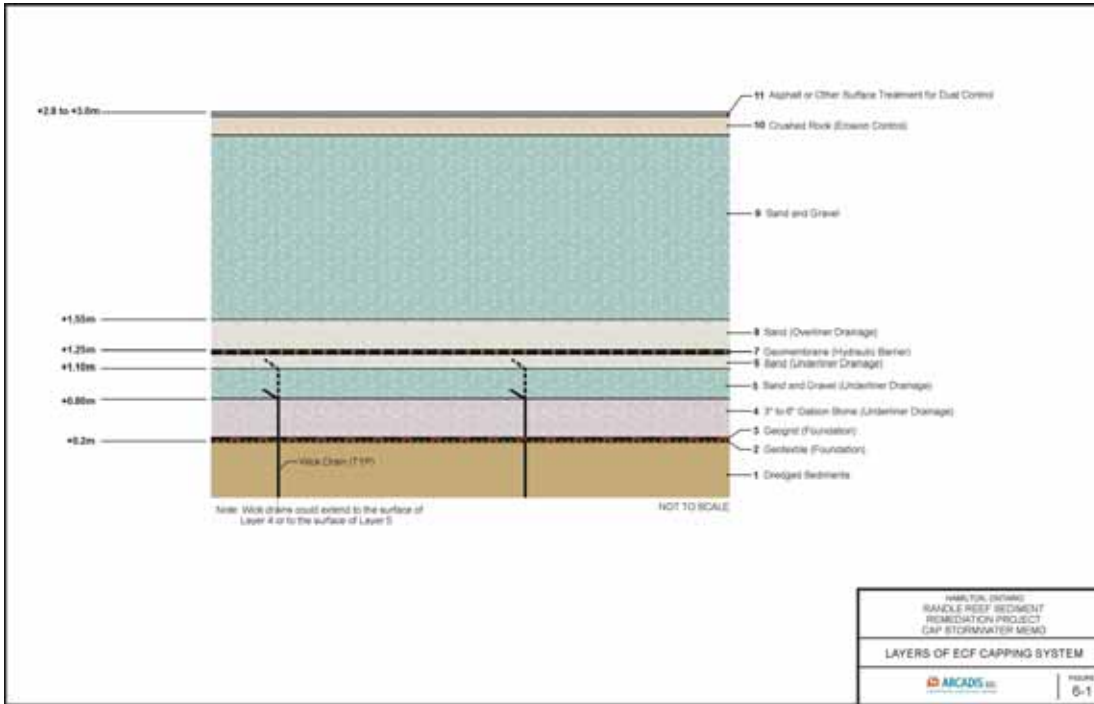 +2.8 to +3.0m
11 Asphalt or Other Surface Treatment for Dust Control
10 Crushed Rock (Erosion Control)
9 Sand and Gravel
+1.55m
8 Sand (Overliner Drainage)
+1.25m
7 Geomembrane (Hydraulic Barrier)
6 Sand (Underliner Drainage)
+1.10m
5 Sand and Gravel (Underliner Drainage)
+0.80m
4 3" to 6" Gabion Stone (Underliner Drainage)
3 Geogrid (Foundation)
+0.2m
2 Geotextile (Foundation)
Wick Drain (TYP)
1 Dredged Sediments
Note: Wick drains could extend to the surface of
Layer 4 or to the surface of Layer 5
NOT TO SCALE
HAMILTON, ONTARIO
RANDLE REEF SEDIMENT
REMEDIATION PROJECT
CAP STORMWATER MEMO
LAYERS OF ECF CAPPING SYSTEM
ARCADIS
FIGURE
6-1